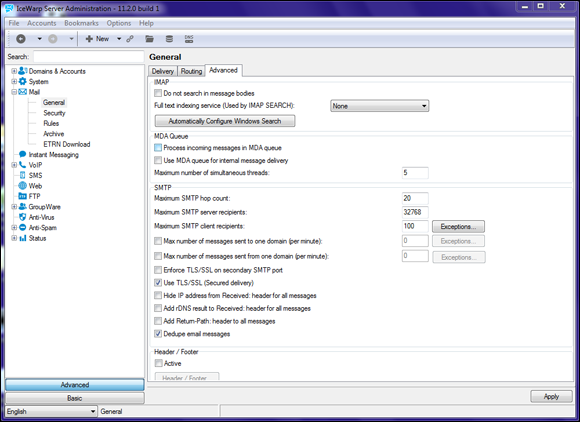 IceWarp Server Administration - 11.2.0 build 1
File Accounts Bookmarks Options Help
New DNS
Search:
Domains & Accounts
System
Mail
General
Security
Rules
Archive
ETRN Download
Instant Messaging
VoIP
SMS
Web
FTP
GroupWare
Anti-Virus
Anti-Spam
Status
Advanced
Basic
General
Delivery Routing Advanced
IMAP
Do not search in message bodies
Full text indexing service (Used by IMAP SEARCH): None
Automatically Configure Windows Search
MDA Queue
Process incoming messages in MDA queue
Use MDA queue for internal message delivery
Maximum number of simultaneous threads: 5
SMTP
Maximum SMTP hop count: 20
Maximum SMTP server recipients: 32768
Maximum SMTP client recipients: 100 Exceptions...
Max number of messages sent to one domain (per minute): 0 Exceptions...
Max number of messages sent from one domain (per minute): 0 Exceptions...
Enforce TLS/SSL on secondary SMTP port
Use TLS/SSL (Secured delivery)
Hide IP address from Received: header for all messages
Add rDNS result to Received: header for all messages
Add Return-Path: header to all messages
Dedupe email messages
Header / Footer
Active
Header / Footer
Apply
English General